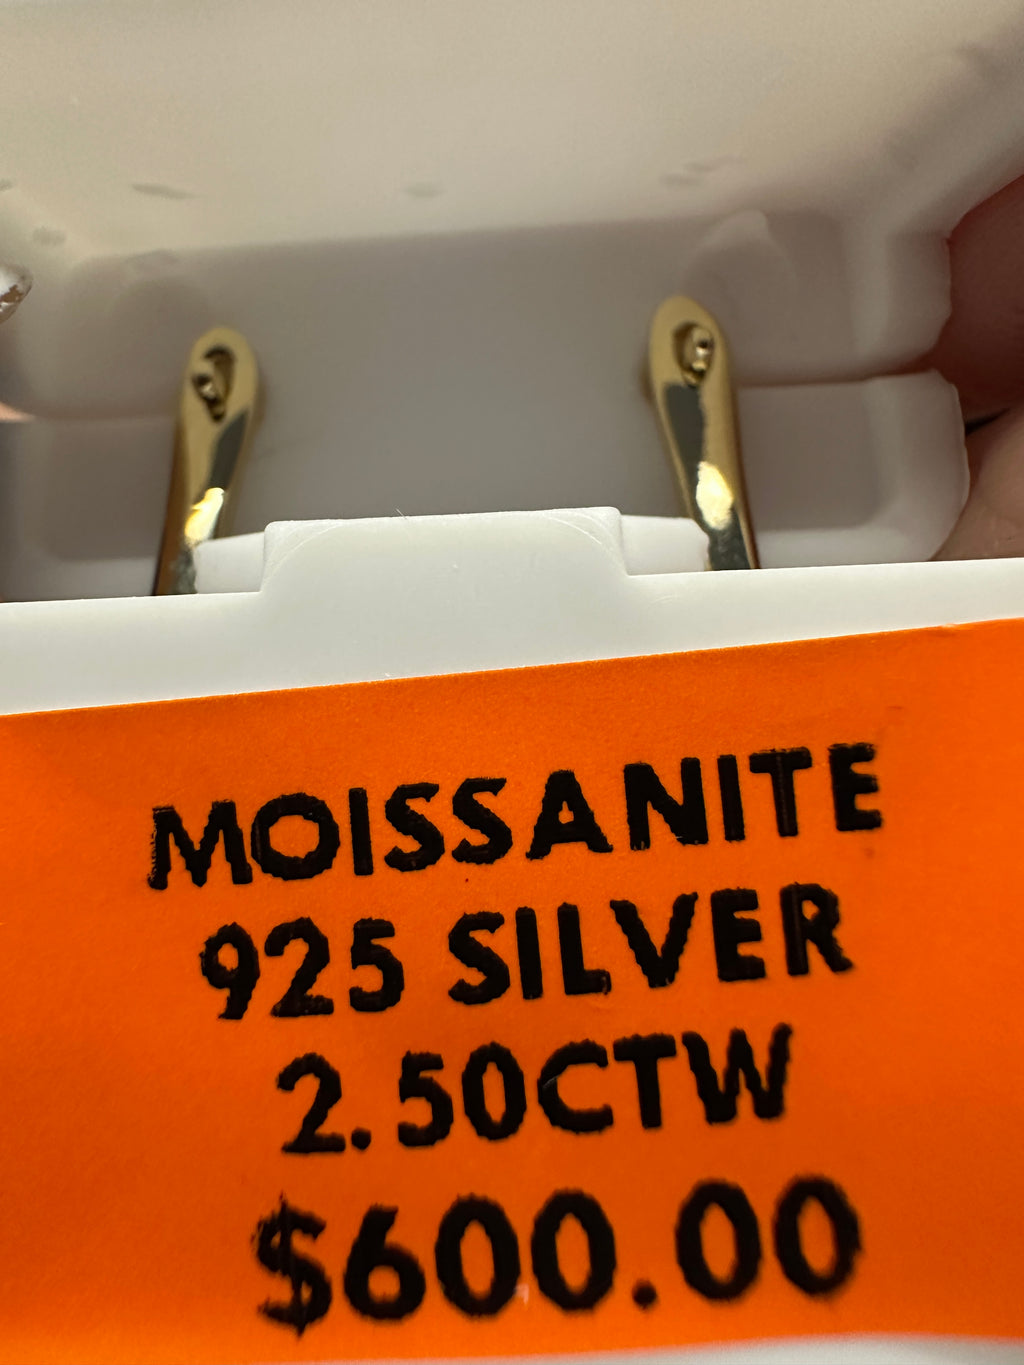 MOISSANITE
925 SILVER
2.50CTW
$600.00